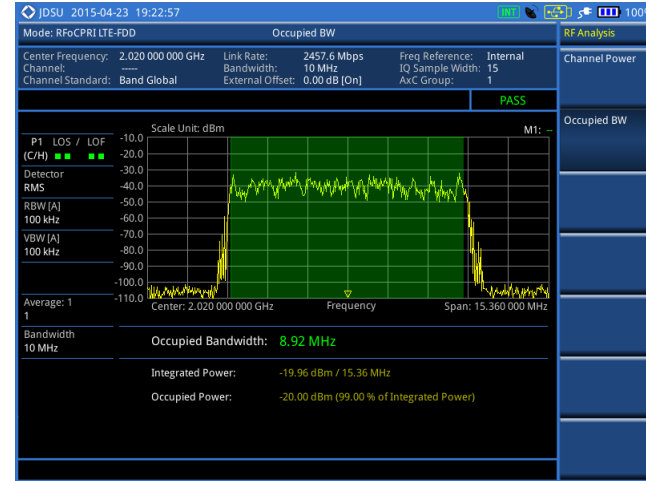 JDSU 2015-04-23 19:22:57 INT 100%
Mode: RFoCPRI LTE-FDD Occupied BW RF Analysis
Center Frequency: 2.020 000 000 GHz Link Rate: 2457.6 Mbps Freq Reference: Internal
Channel: ----- Bandwidth: 10 MHz IQ Sample Width: 15
Channel Standard: Band Global External Offset: 0.00 dB [On] AxC Group: 1
Channel Power
PASS
Occupied BW
Scale Unit: dBm M1: --
P1 LOS / LOF
(C/H)
Detector
RMS
RBW [A]
100 kHz
VBW [A]
100 kHz
Average: 1
1
Bandwidth
10 MHz
-10.0
-20.0
-30.0
-40.0
-50.0
-60.0
-70.0
-80.0
-90.0
-100.0
-110.0
Center: 2.020 000 000 GHz Frequency Span: 15.360 000 MHz
Occupied Bandwidth: 8.92 MHz
Integrated Power: -19.96 dBm / 15.36 MHz
Occupied Power: -20.00 dBm (99.00 % of Integrated Power)